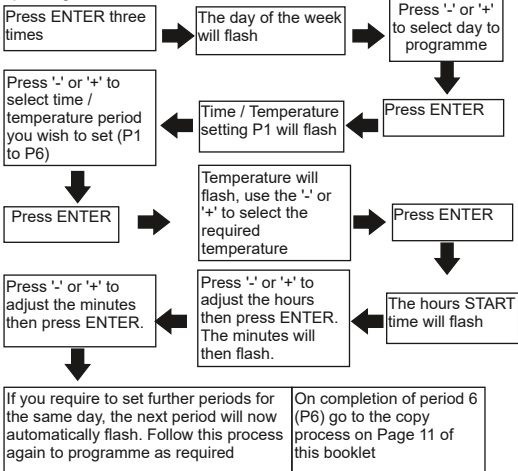 Press ENTER three
times
The day of the week
will flash
Press '-' or '+'
to select day to
programme
Press ENTER
Time / Temperature
setting P1 will flash
Press '-' or '+' to
select time /
temperature period
you wish to set (P1
to P6)
Press ENTER
Temperature will
flash, use the '-' or
'+' to select the
required
temperature
Press ENTER
The hours START
time will flash
Press '-' or '+' to
adjust the hours
then press ENTER.
The minutes will
then flash.
Press '-' or '+' to
adjust the minutes
then press ENTER.
If you require to set further periods for
the same day, the next period will now
automatically flash. Follow this process
again to programme as required
On completion of period 6
(P6) go to the copy
process on Page 11 of
this booklet